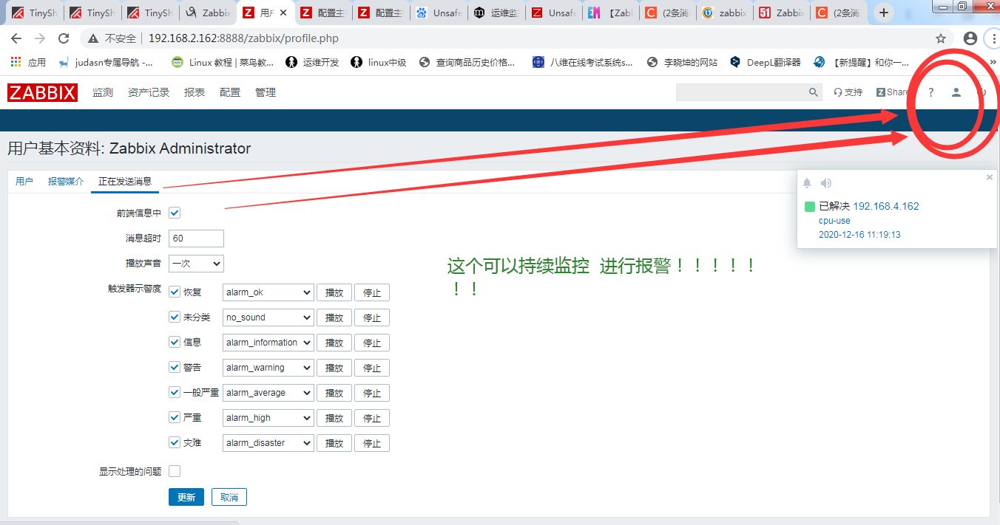 TinySh TinySh TinySh Zabbix 用户 配置主 配置主 Unsafe 运维监 Unsafe 【Zabl (2条消 zabbix Zabbix (2条消
不安全 192.168.2.162:8888/zabbix/profile.php
应用 judasn专属导航 -... Linux 教程 | 菜鸟教... 运维开发 linux中级 查询商品历史价格... 八维在线考试系统s... 李晓坤的网站 DeepL翻译器 【新提醒】和你一... »
ZABBIX 监测 资产记录 报表 配置 管理 支持 Z Share ?
用户基本资料: Zabbix Administrator
用户 报警媒介 正在发送消息
前端信息中
消息超时 60
播放声音 一次
触发器示警度 恢复 alarm_ok 播放 停止
未分类 no_sound 播放 停止
信息 alarm_information 播放 停止
警告 alarm_warning 播放 停止
一般严重 alarm_average 播放 停止
严重 alarm_high 播放 停止
灾难 alarm_disaster 播放 停止
显示处理的问题
更新 取消
已解决 192.168.4.162
cpu-use
2020-12-16 11:19:13
这个可以持续监控 进行报警！！！！！
！！